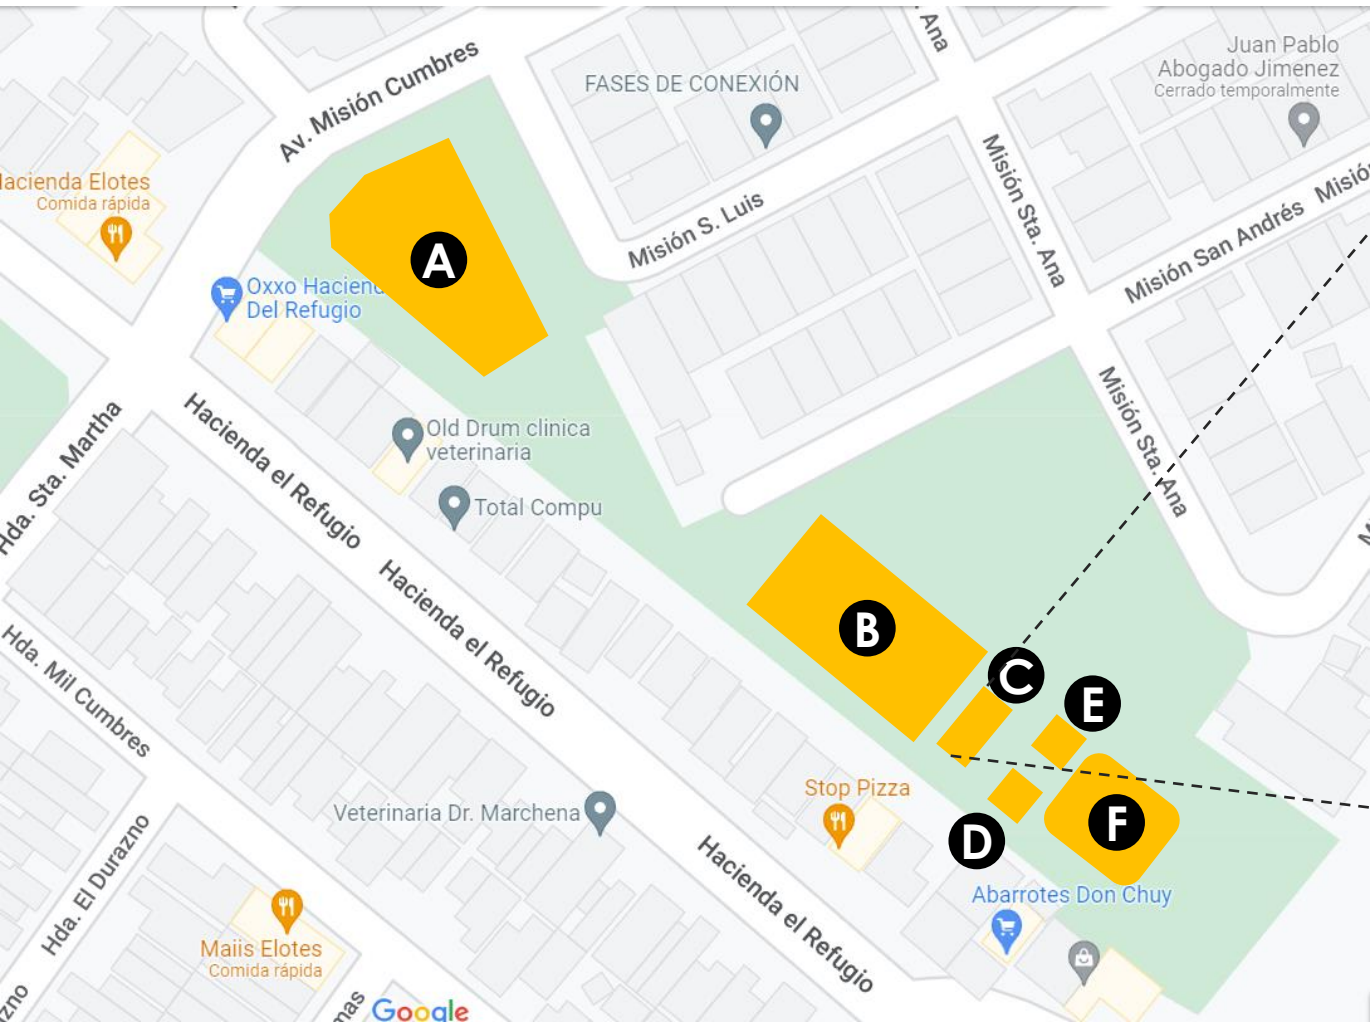 Ana
Juan Pablo
Abogado Jimenez
Cerrado temporalmente
Av. Misión Cumbres
FASES DE CONEXIÓN
Hacienda Elotes
Comida rápida
Misión Sta. Ana
Misión San Andrés
Misión
Misión S. Luis
A
Oxxo Haciend
Del Refugio
Hacienda el Refugio
Old Drum clinica
veterinaria
Misión Sta. Ana
Hda. Sta. Martha
Total Compu
Hacienda el Refugio
B
C
E
Hda. Mil Cumbres
Stop Pizza
Veterinaria Dr. Marchena
F
D
Hda. El Durazno
Hacienda el Refugio
Abarrotes Don Chuy
Maiis Elotes
Comida rápida
Google